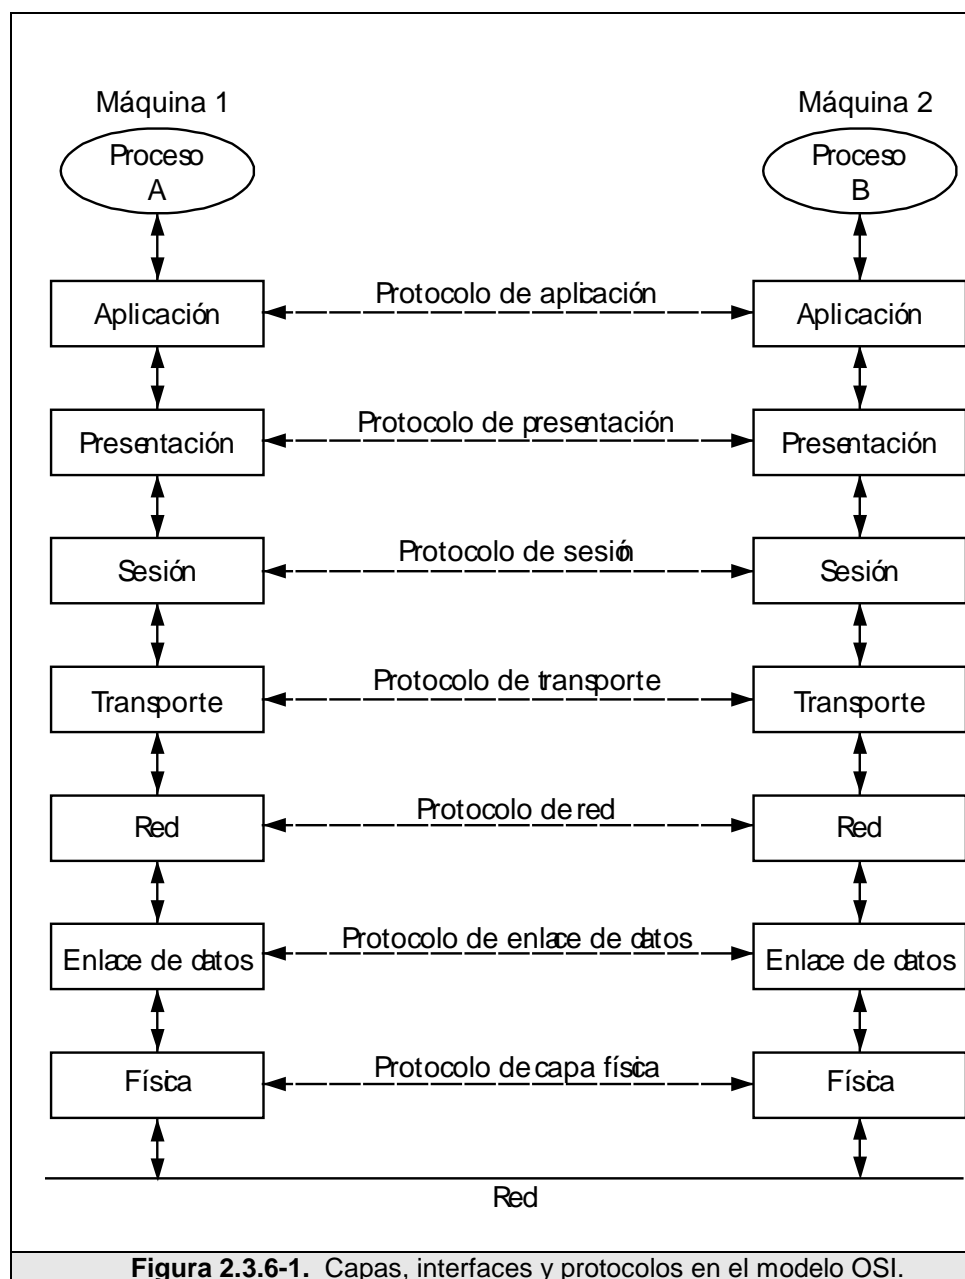 Máquina 1
Máquina 2
Proceso
A
Proceso
B
Aplicación
Protocolo de aplicación
Aplicación
Presentación
Protocolo de presentación
Presentación
Sesión
Protocolo de sesión
Sesión
Transporte
Protocolo de transporte
Transporte
Red
Protocolo de red
Red
Enlace de datos
Protocolo de enlace de datos
Enlace de datos
Física
Protocolo de capa física
Física
Red
Figura 2.3.6-1. Capas, interfaces y protocolos en el modelo OSI.